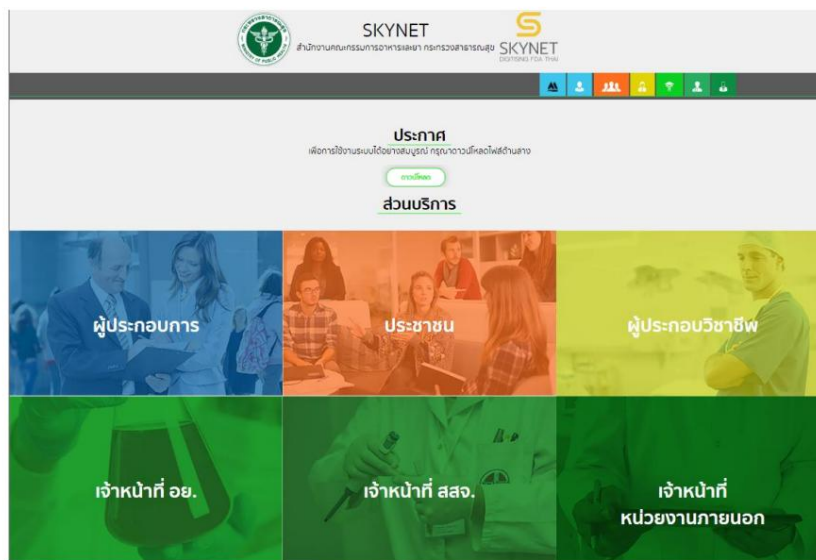 SKYNET
สำนักงานคณะกรรมการอาหารและยา กระทรวงสาธารณสุข
SKYNET
DIGITISING FDA THAI
ประกาศ
เพื่อการใช้งานระบบได้อย่างสมบูรณ์ กรุณาดาวน์โหลดไฟล์ด้านล่าง
ดาวน์โหลด
ส่วนบริการ
ผู้ประกอบการ
ประชาชน
ผู้ประกอบวิชาชีพ
เจ้าหน้าที่ อย.
เจ้าหน้าที่ สสจ.
เจ้าหน้าที่
หน่วยงานภายนอก